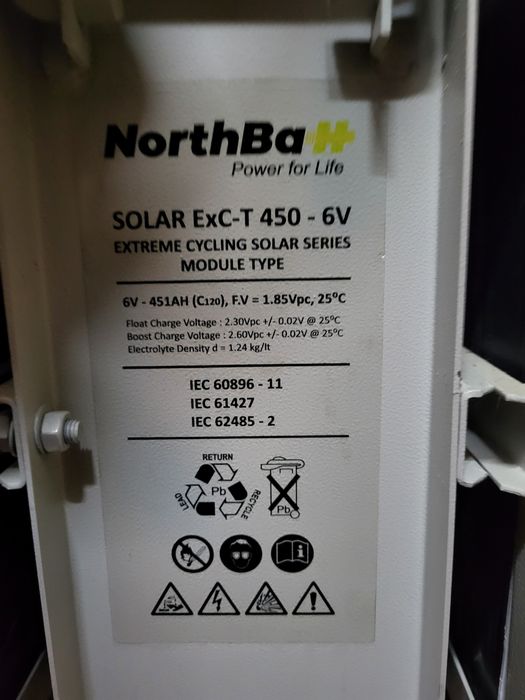 NorthBatt
Power for Life
SOLAR ExC-T 450 - 6V
EXTREME CYCLING SOLAR SERIES
MODULE TYPE
6V - 451AH (C120), F.V = 1.85Vpc, 25°C
Float Charge Voltage : 2.30Vpc +/- 0.02V @ 25°C
Boost Charge Voltage : 2.60Vpc +/- 0.02V @ 25°C
Electrolyte Density d = 1.24 kg/lt
IEC 60896 - 11
IEC 61427
IEC 62485 - 2
RETURN
LEAD
Pb
RECYCLE
Pb